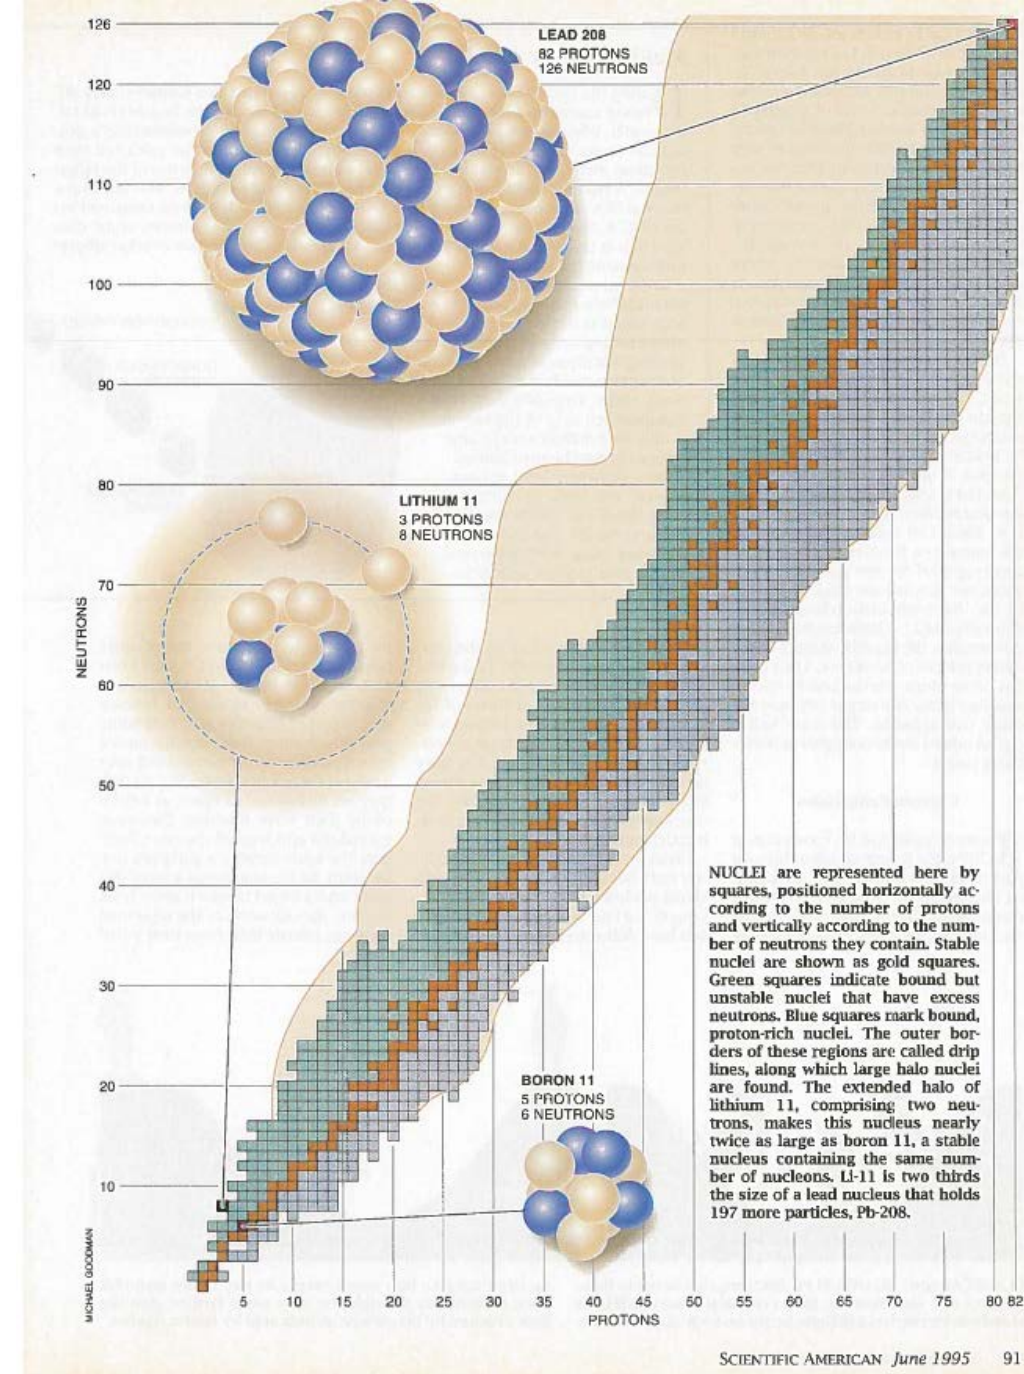 126
LEAD 208
82 PROTONS
126 NEUTRONS
120
110
100
90
80
LITHIUM 11
3 PROTONS
8 NEUTRONS
70
NEUTRONS
60
50
40
30
20
10
NUCLEI are represented here by
squares, positioned horizontally ac-
cording to the number of protons
and vertically according to the num-
ber of neutrons they contain. Stable
nuclei are shown as gold squares.
Green squares indicate bound but
unstable nuclei that have excess
neutrons. Blue squares mark bound,
proton-rich nuclei. The outer bor-
ders of these regions are called drip
lines, along which large halo nuclei
are found. The extended halo of
lithium 11, comprising two neu-
trons, makes this nucleus nearly
twice as large as boron 11, a stable
nucleus containing the same num-
ber of nucleons. Li-11 is two thirds
the size of a lead nucleus that holds
197 more particles, Pb-208.
BORON 11
5 PROTONS
6 NEUTRONS
MICHAEL GOODMAN
5 10 15 20 25 30 35 40 45 50 55 60 65 70 75 80 82
PROTONS
SCIENTIFIC AMERICAN June 1995 91